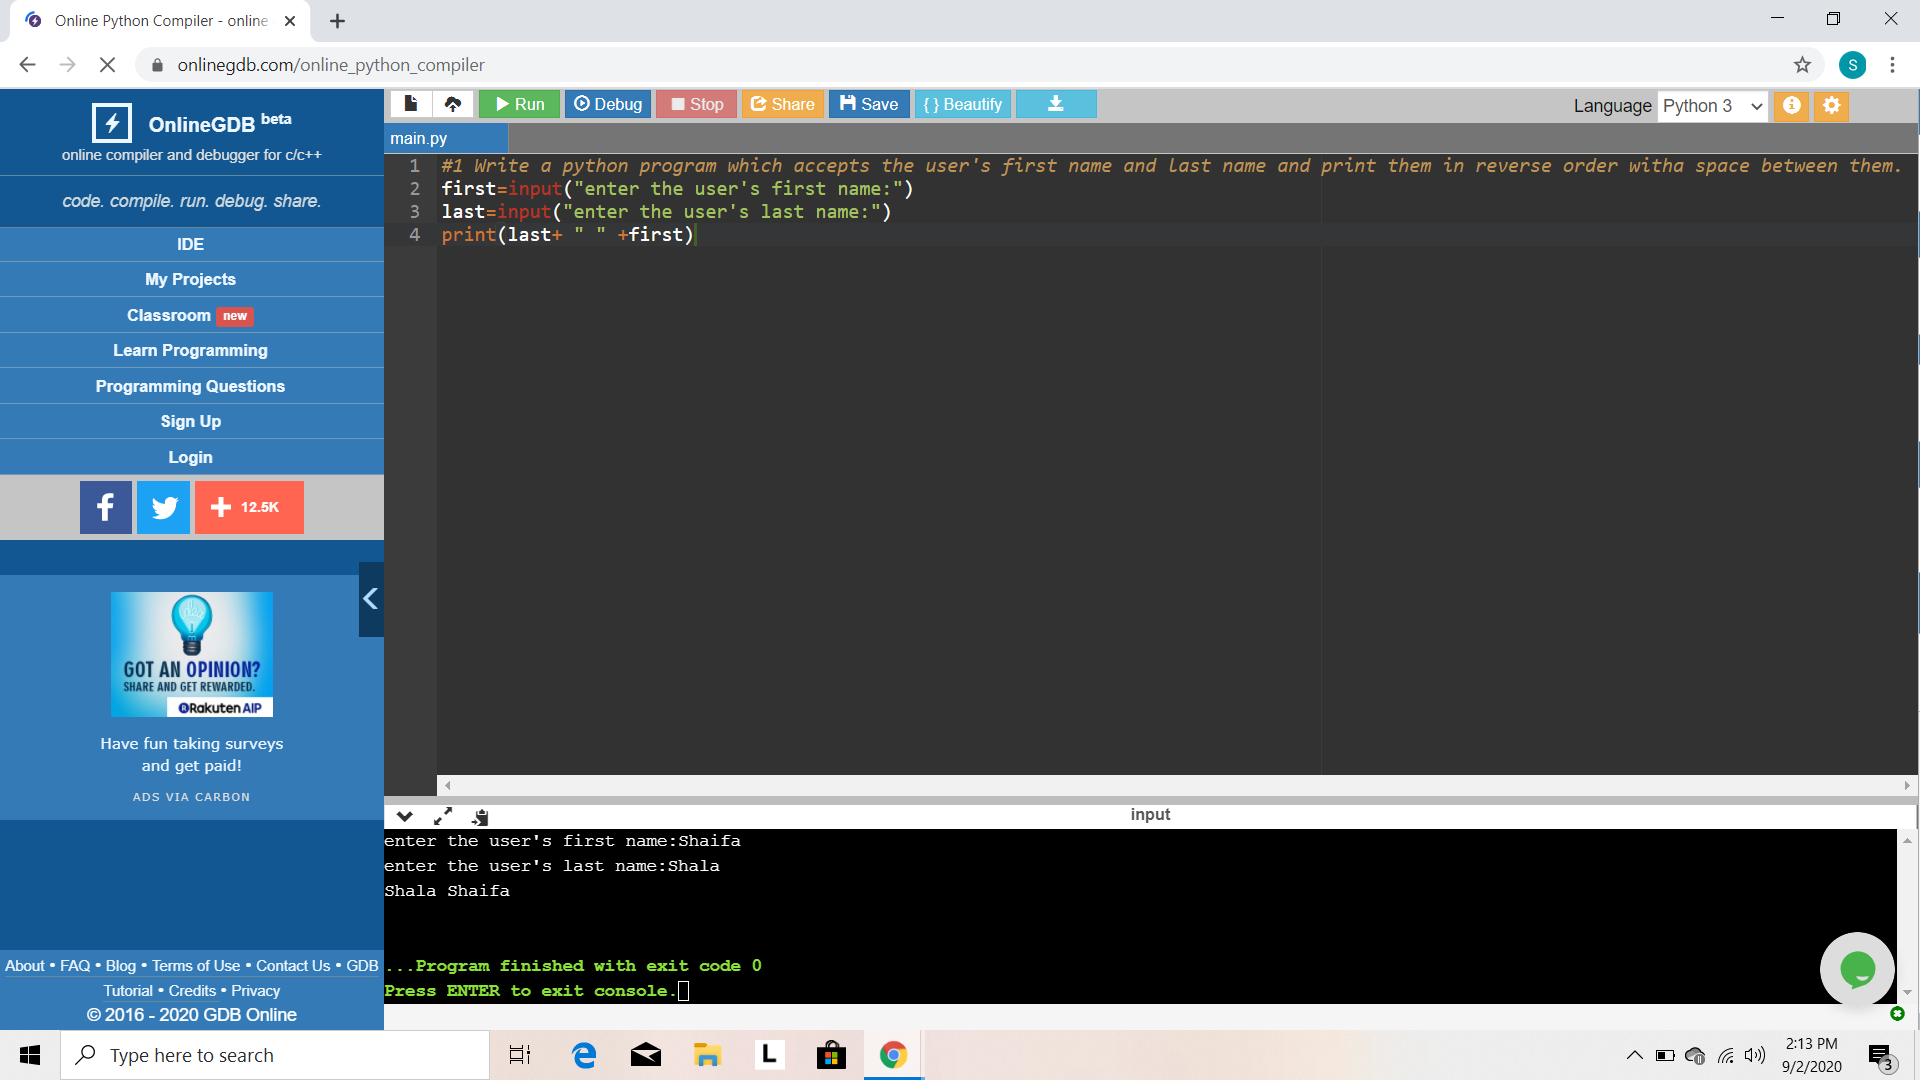 Online Python Compiler - online
onlinegdb.com/online_python_compiler
S
OnlineGDB beta
online compiler and debugger for c/c++
code. compile. run. debug. share.
IDE
My Projects
Classroom new
Learn Programming
Programming Questions
Sign Up
Login
12.5K
GOT AN OPINION?
SHARE AND GET REWARDED.
Rakuten AIP
Have fun taking surveys
and get paid!
ADS VIA CARBON
About • FAQ • Blog • Terms of Use • Contact Us • GDB
Tutorial • Credits • Privacy
© 2016 - 2020 GDB Online
Run Debug Stop Share Save { } Beautify
Language Python 3
main.py
1 #1 Write a python program which accepts the user's first name and last name and print them in reverse order witha space between them.
2 first=input("enter the user's first name:")
3 last=input("enter the user's last name:")
4 print(last+ " " +first)
input
enter the user's first name:Shaifa
enter the user's last name:Shala
Shala Shaifa
...Program finished with exit code 0
Press ENTER to exit console.
Type here to search
L
2:13 PM
9/2/2020
3